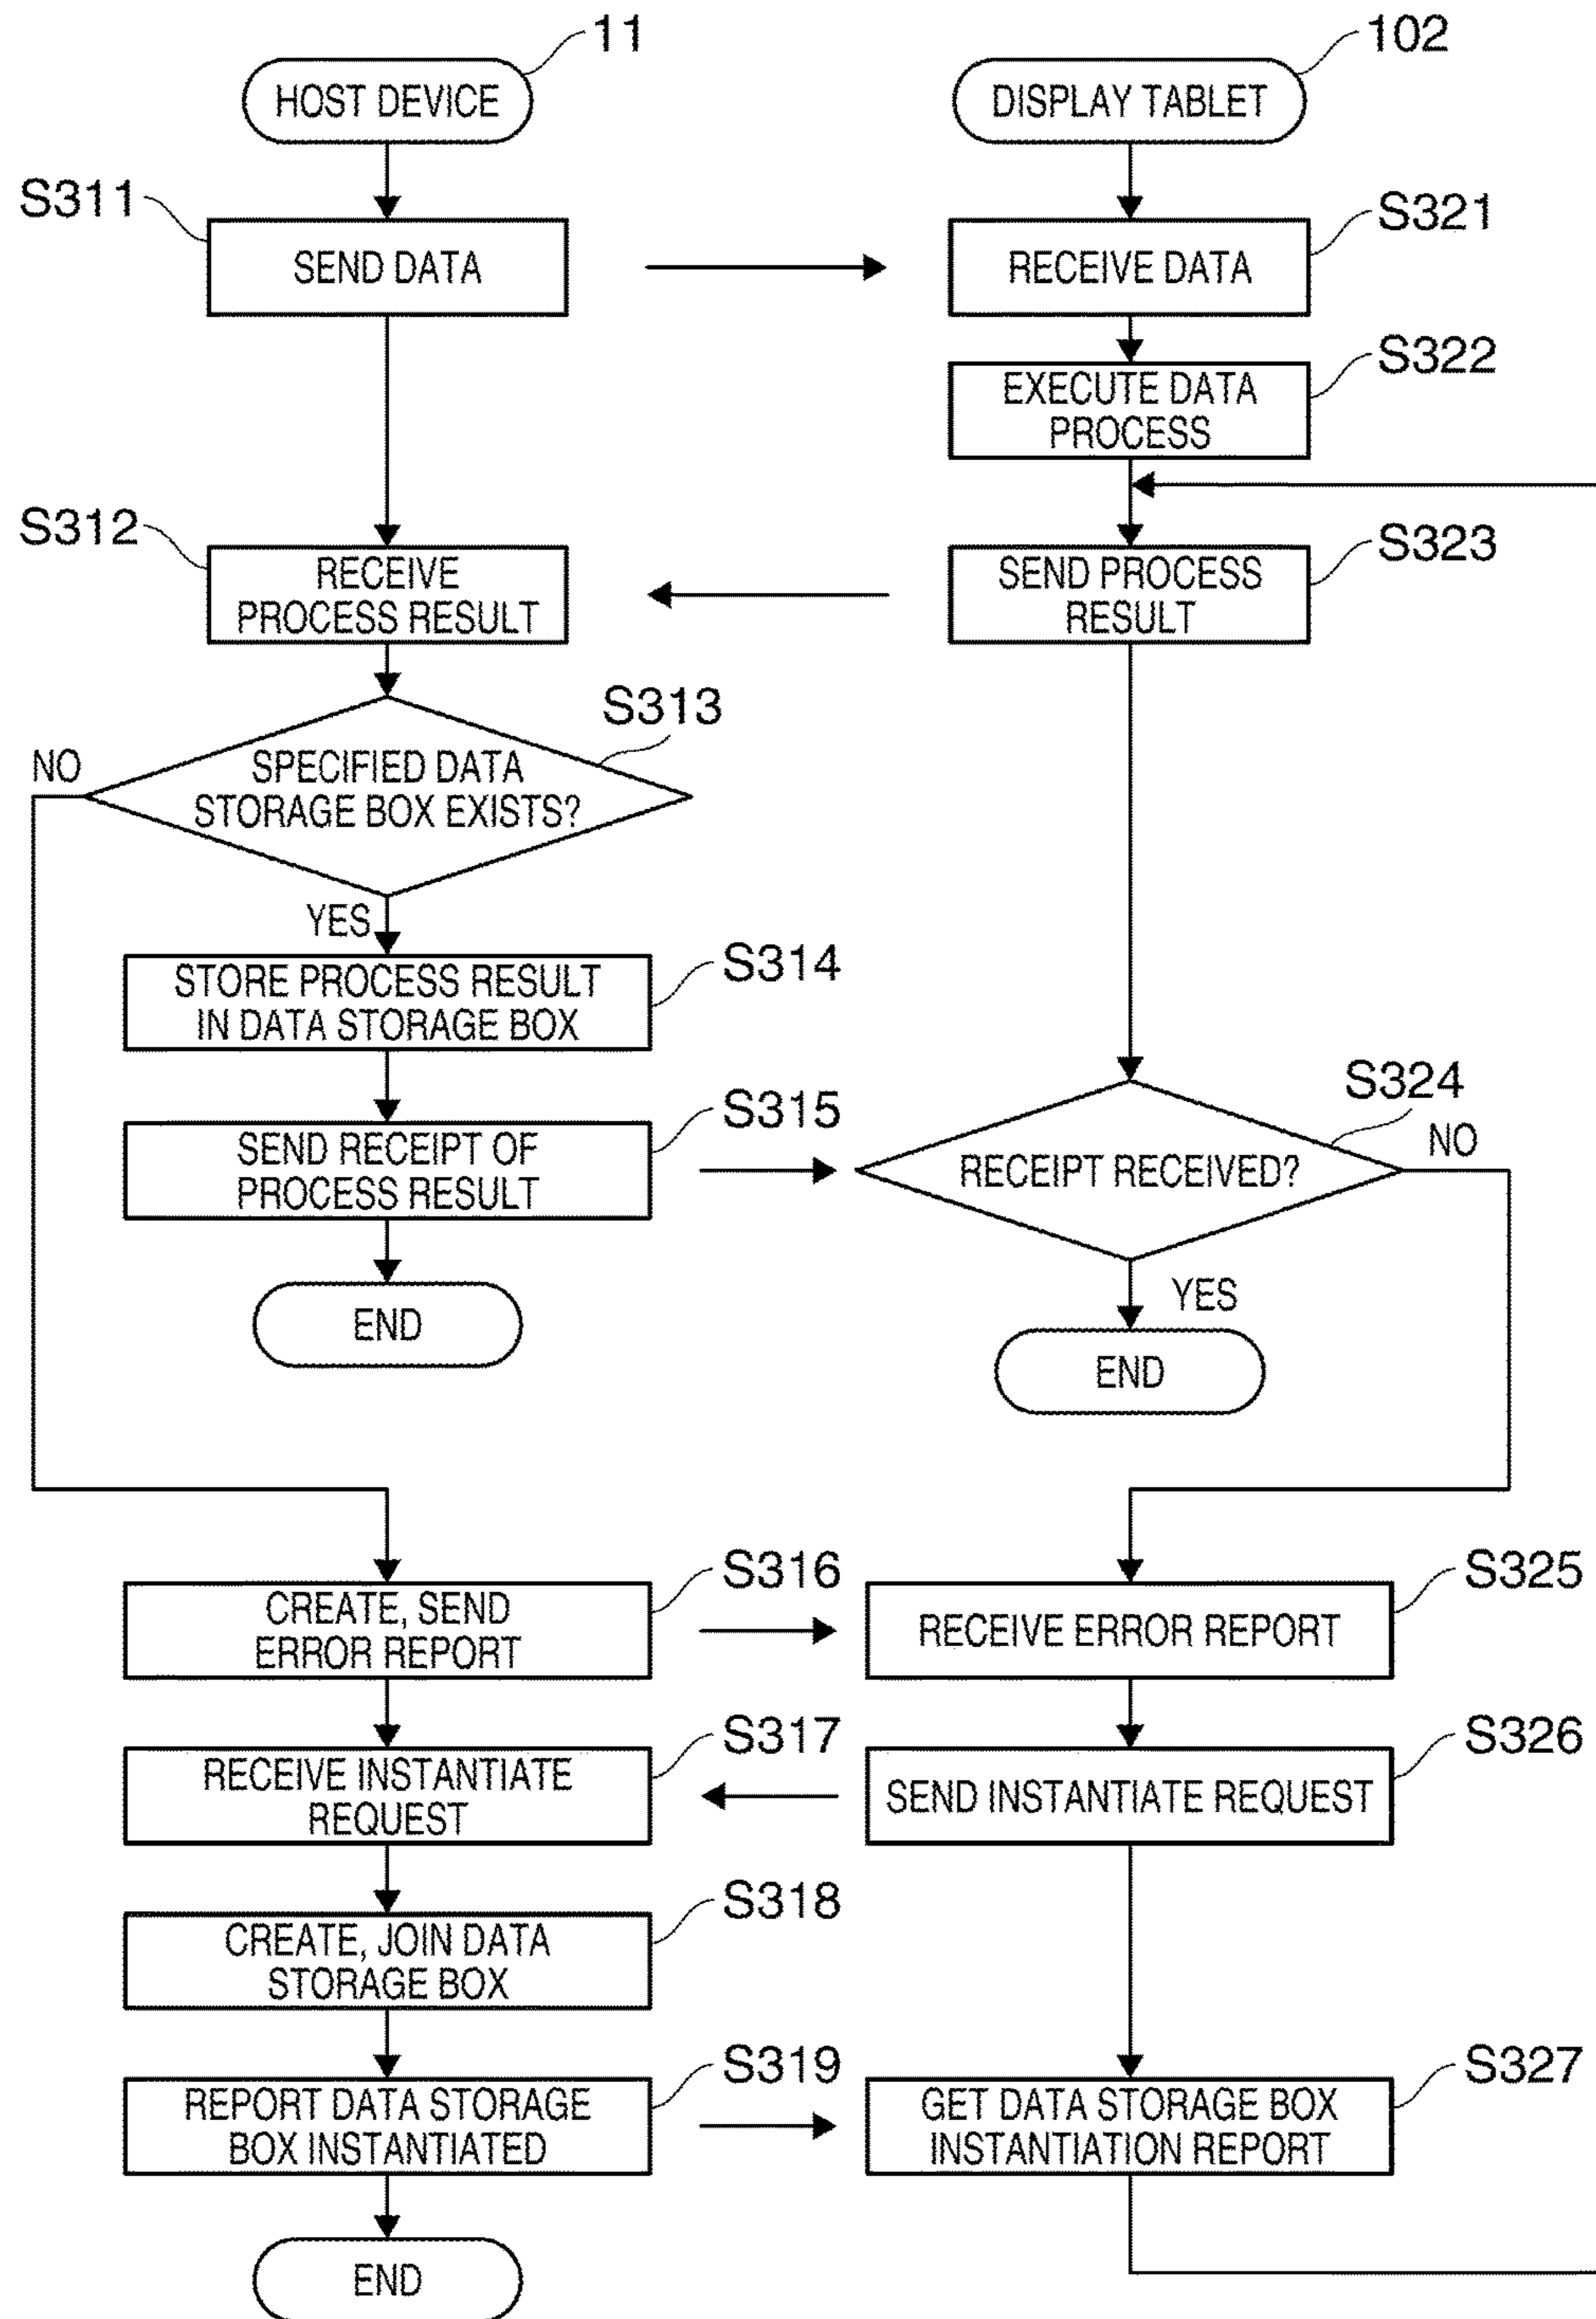 11
HOST DEVICE
102
DISPLAY TABLET
S311
SEND DATA
S321
RECEIVE DATA
S322
EXECUTE DATA
PROCESS
S312
RECEIVE
PROCESS RESULT
S323
SEND PROCESS
RESULT
S313
NO
SPECIFIED DATA
STORAGE BOX EXISTS?
YES
S314
STORE PROCESS RESULT
IN DATA STORAGE BOX
S315
SEND RECEIPT OF
PROCESS RESULT
END
S324
NO
RECEIPT RECEIVED?
YES
END
S316
CREATE, SEND
ERROR REPORT
S325
RECEIVE ERROR REPORT
S317
RECEIVE INSTANTIATE
REQUEST
S326
SEND INSTANTIATE REQUEST
S318
CREATE, JOIN DATA
STORAGE BOX
S319
REPORT DATA STORAGE
BOX INSTANTIATED
S327
GET DATA STORAGE BOX
INSTANTIATION REPORT
END